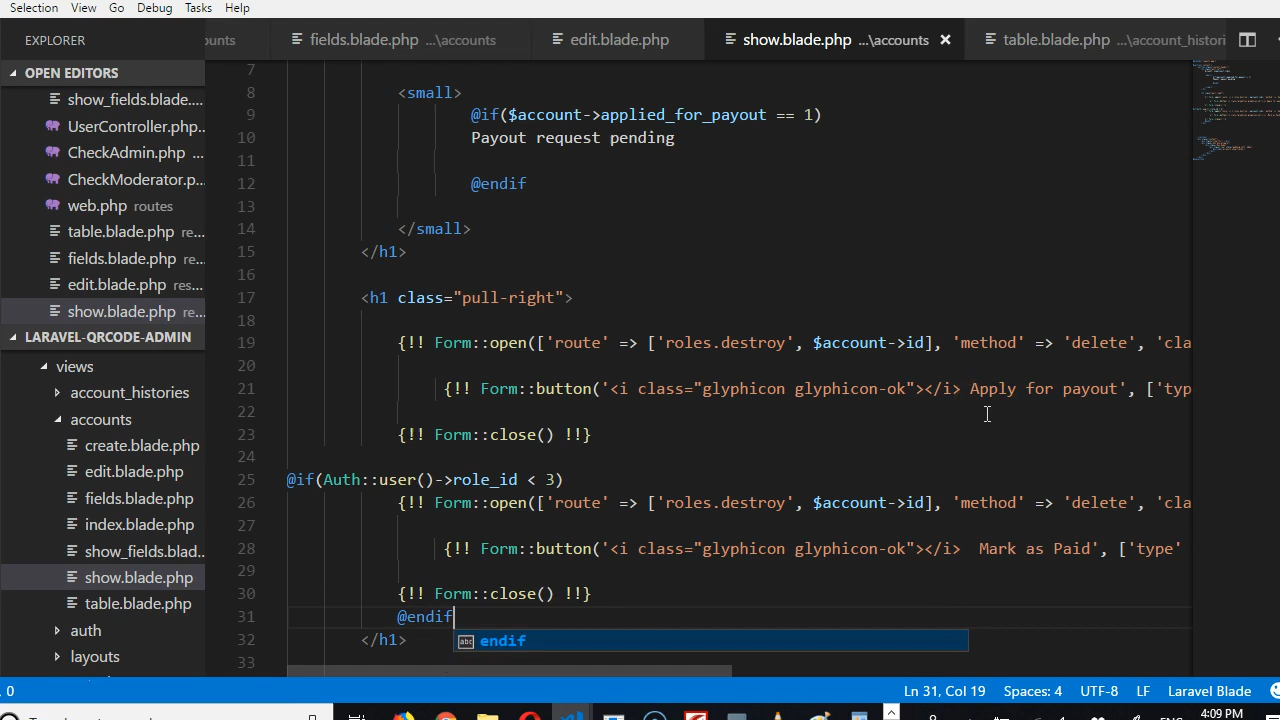 Selection View Go Debug Tasks Help
EXPLORER
ounts
fields.blade.php ...\accounts
edit.blade.php
show.blade.php ...\accounts ×
table.blade.php ...\account_histori
OPEN EDITORS
show_fields.blade....
UserController.php...
CheckAdmin.php ...
CheckModerator.p...
web.php routes
table.blade.php re...
fields.blade.php re...
edit.blade.php res...
show.blade.php re...
LARAVEL-QRCODE-ADMIN
views
account_histories
accounts
create.blade.php
edit.blade.php
fields.blade.php
index.blade.php
show_fields.blad...
show.blade.php
table.blade.php
auth
layouts
7
8 <small>
9 @if($account->applied_for_payout == 1)
10 Payout request pending
11
12 @endif
13
14 </small>
15 </h1>
16
17 <h1 class="pull-right">
18
19 {!! Form::open(['route' => ['roles.destroy', $account->id], 'method' => 'delete', 'cla
20
21 {!! Form::button('<i class="glyphicon glyphicon-ok"></i> Apply for payout', ['typ
22
23 {!! Form::close() !!}
24
25 @if(Auth::user()->role_id < 3)
26 {!! Form::open(['route' => ['roles.destroy', $account->id], 'method' => 'delete', 'cla
27
28 {!! Form::button('<i class="glyphicon glyphicon-ok"></i>  Mark as Paid', ['type'
29
30 {!! Form::close() !!}
31 @endif
abc endif
32 </h1>
33
0
Ln 31, Col 19 Spaces: 4 UTF-8 LF Laravel Blade
4:09 PM